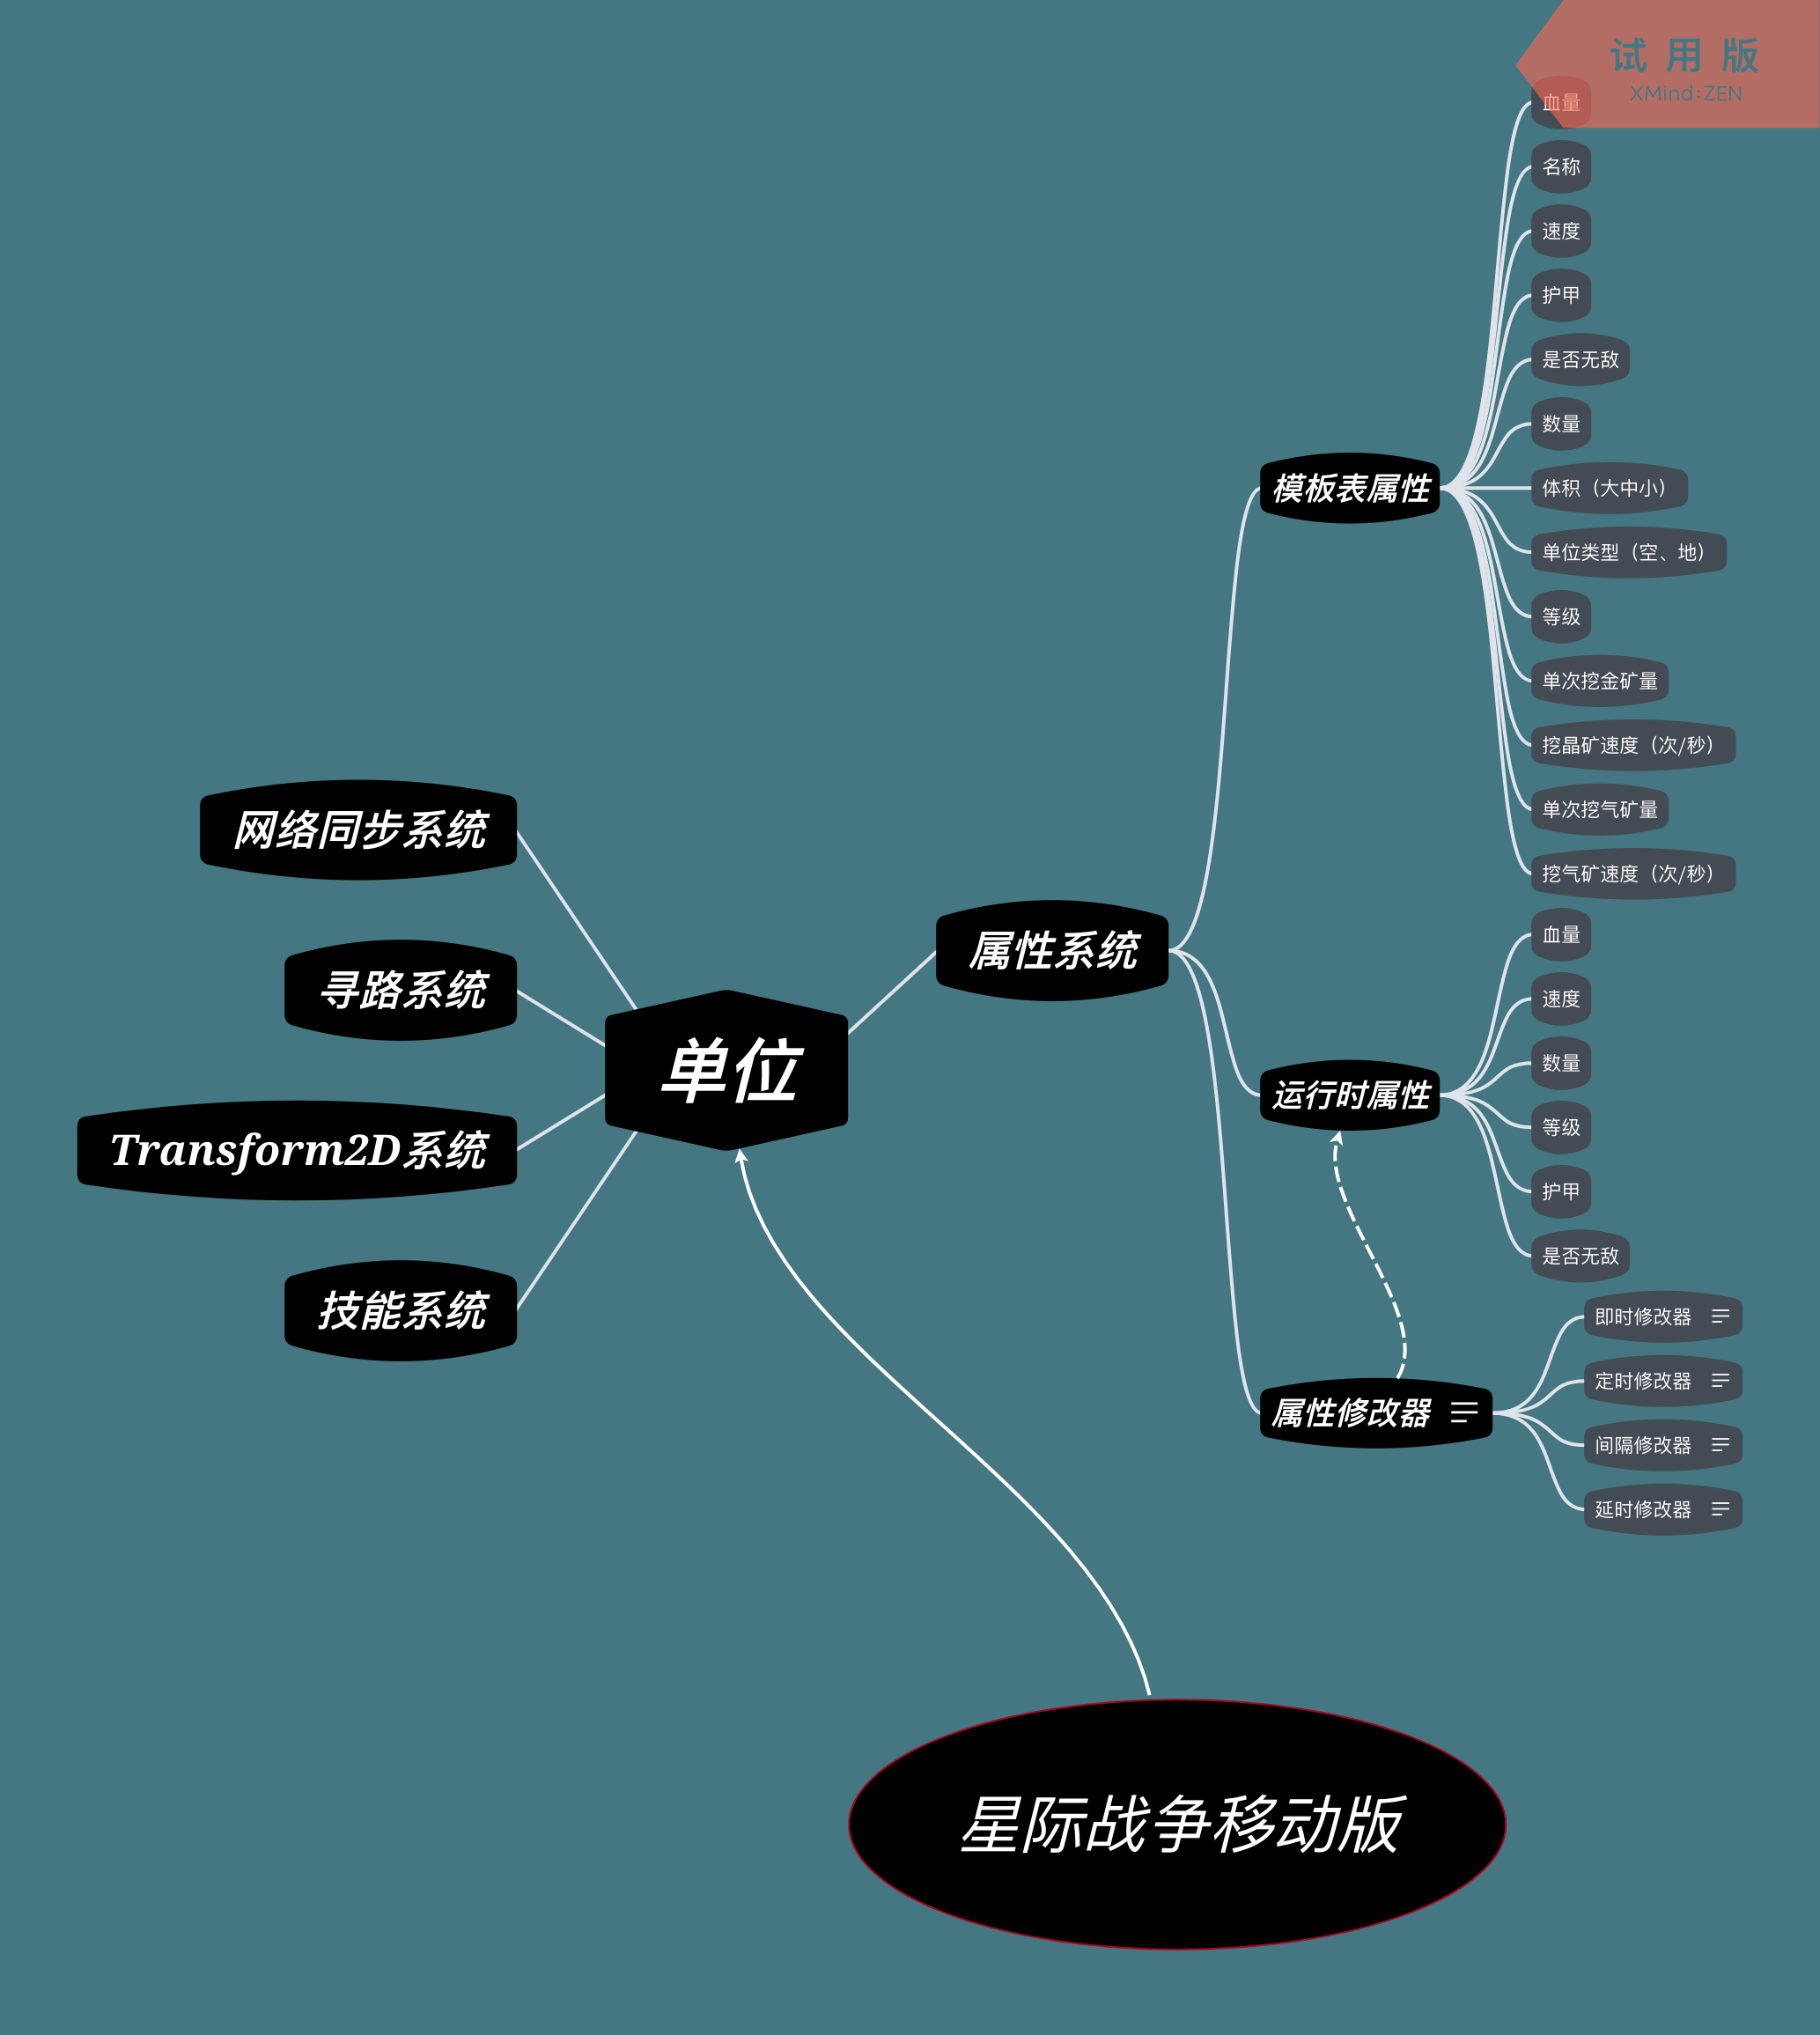 试用版
XMind:ZEN
血量
名称
速度
护甲
是否无敌
数量
模板表属性
体积（大中小）
单位类型（空、地）
等级
单次挖金矿量
挖晶矿速度（次/秒）
单次挖气矿量
挖气矿速度（次/秒）
网络同步系统
寻路系统
Transform2D系统
技能系统
单位
属性系统
血量
速度
数量
运行时属性
等级
护甲
是否无敌
属性修改器
即时修改器
定时修改器
间隔修改器
延时修改器
星际战争移动版